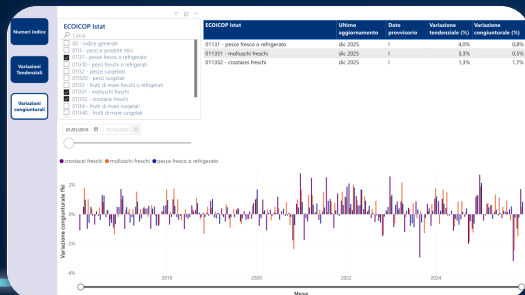 Numeri Indice
Variazioni
Tendenziali
Variazioni
congiunturali
ECOICOP Istat
Cerca
00 - indice generale
0113 - pesci e prodotti ittici
01131 - pesce fresco o refrigerato
011310 - pesci freschi o refrigerati
01132 - pesce surgelato
011320 - pesci surgelati
01133 - frutti di mare freschi o refrigerati
011331 - molluschi freschi
011332 - crostacei freschi
01134 - frutti di mare surgelati
011340 - frutti di mare surgelati
01/01/2016
ECOICOP Istat Ultimo aggiornamento Dato provvisorio Variazione tendenziale (%) Variazione congiunturale (%)
01131 - pesce fresco o refrigerato dic 2025 I 4,0% 0,8%
011331 - molluschi freschi dic 2025 I 3,3% 0,5%
011332 - crostacei freschi dic 2025 I 1,3% 1,7%
crostacei freschi molluschi freschi pesce fresco o refrigerato
Variazione congiunturale (%)
2%
0%
-2%
-4%
2018 2020 2022 2024
Mese